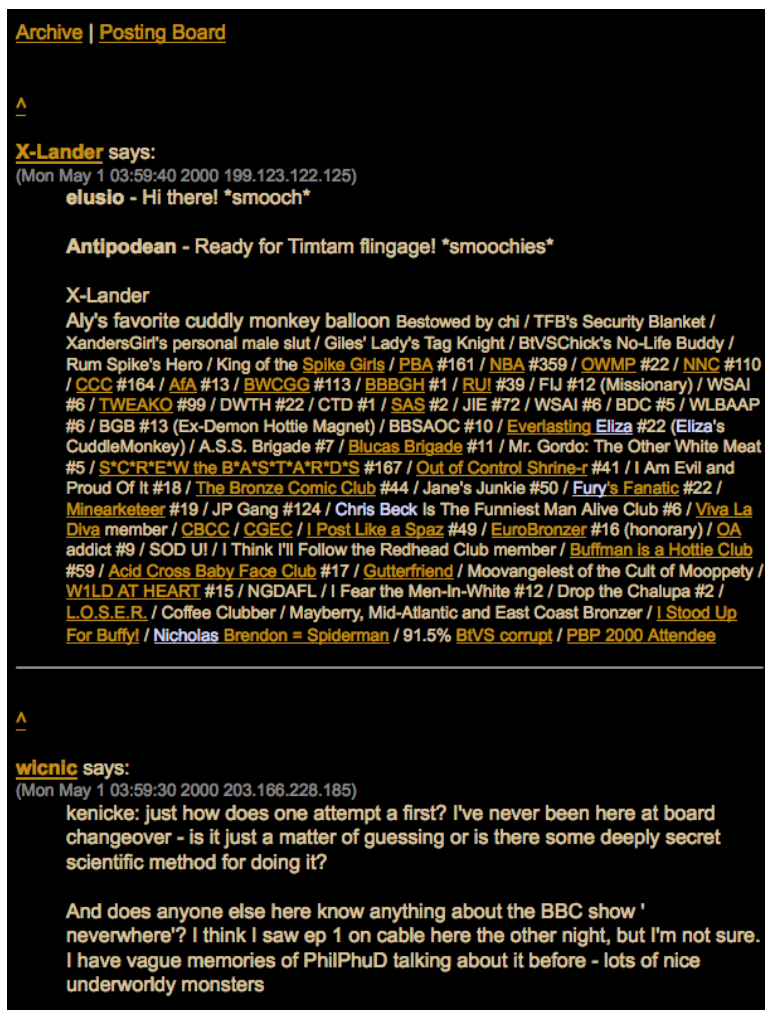 Archive | Posting Board
^
X-Lander says:
(Mon May 1 03:59:40 2000 199.123.122.125)
elusio - Hi there! *smooch*
Antipodean - Ready for Timtam flingage! *smoochies*
X-Lander
Aly's favorite cuddly monkey balloon Bestowed by chi / TFB's Security Blanket /
XandersGirl's personal male slut / Giles' Lady's Tag Knight / BtVSChick's No-Life Buddy /
Rum Spike's Hero / King of the Spike Girls / PBA #161 / NBA #359 / OWMP #22 / NNC #110
/ CCC #164 / AfA #13 / BWCGG #113 / BBBGH #1 / RU! #39 / FIJ #12 (Missionary) / WSAI
#6 / TWEAKO #99 / DWTH #22 / CTD #1 / SAS #2 / JIE #72 / WSAI #6 / BDC #5 / WLBAAP
#6 / BGB #13 (Ex-Demon Hottie Magnet) / BBSAOC #10 / Everlasting Eliza #22 (Eliza's
CuddleMonkey) / A.S.S. Brigade #7 / Blucas Brigade #11 / Mr. Gordo: The Other White Meat
#5 / S*C*R*E*W the B*A*S*T*A*R*D*S #167 / Out of Control Shrine-r #41 / I Am Evil and
Proud Of It #18 / The Bronze Comic Club #44 / Jane's Junkie #50 / Fury's Fanatic #22 /
Minearketeer #19 / JP Gang #124 / Chris Beck Is The Funniest Man Alive Club #6 / Viva La
Diva member / CBCC / CGEC / I Post Like a Spaz #49 / EuroBronzer #16 (honorary) / OA
addict #9 / SOD U! / I Think I'll Follow the Redhead Club member / Buffman is a Hottie Club
#59 / Acid Cross Baby Face Club #17 / Gutterfriend / Moovangelest of the Cult of Mooppety /
W1LD AT HEART #15 / NGDAFL / I Fear the Men-In-White #12 / Drop the Chalupa #2 /
L.O.S.E.R. / Coffee Clubber / Mayberry, Mid-Atlantic and East Coast Bronzer / I Stood Up
For Buffy! / Nicholas Brendon = Spiderman / 91.5% BtVS corrupt / PBP 2000 Attendee
^
wicnic says:
(Mon May 1 03:59:30 2000 203.166.228.185)
kenicke: just how does one attempt a first? I've never been here at board
changeover - is it just a matter of guessing or is there some deeply secret
scientific method for doing it?
And does anyone else here know anything about the BBC show '
neverwhere'? I think I saw ep 1 on cable here the other night, but I'm not sure.
I have vague memories of PhilPhuD talking about it before - lots of nice
underworldy monsters